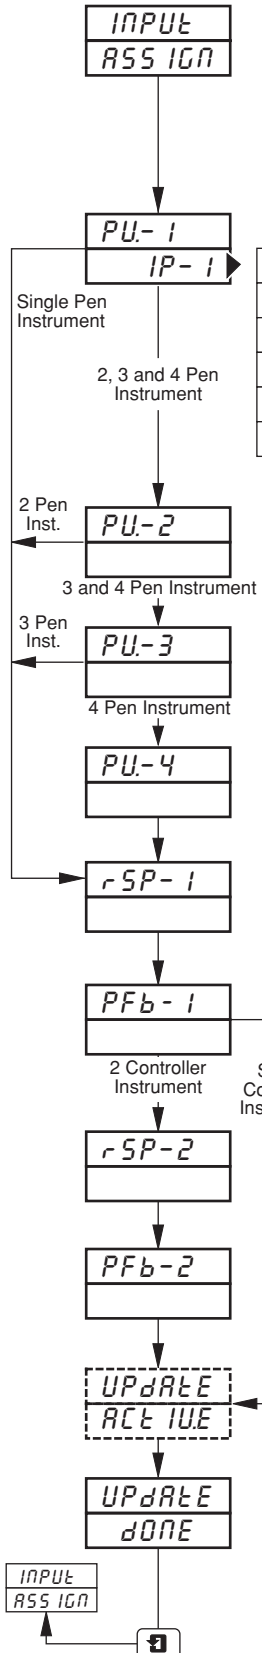 INPUT
ASSIGN
PU.-1
IP-1
Single Pen
Instrument
2, 3 and 4 Pen
Instrument
2 Pen
Inst.
PU.-2
3 and 4 Pen Instrument
3 Pen
Inst.
PU.-3
4 Pen Instrument
PU.-4
rSP-1
PFb-1
2 Controller
Instrument
rSP-2
PFb-2
UPdAtE
ACtIU.E
UPdAtE
dONE
INPUt
ASSIGN